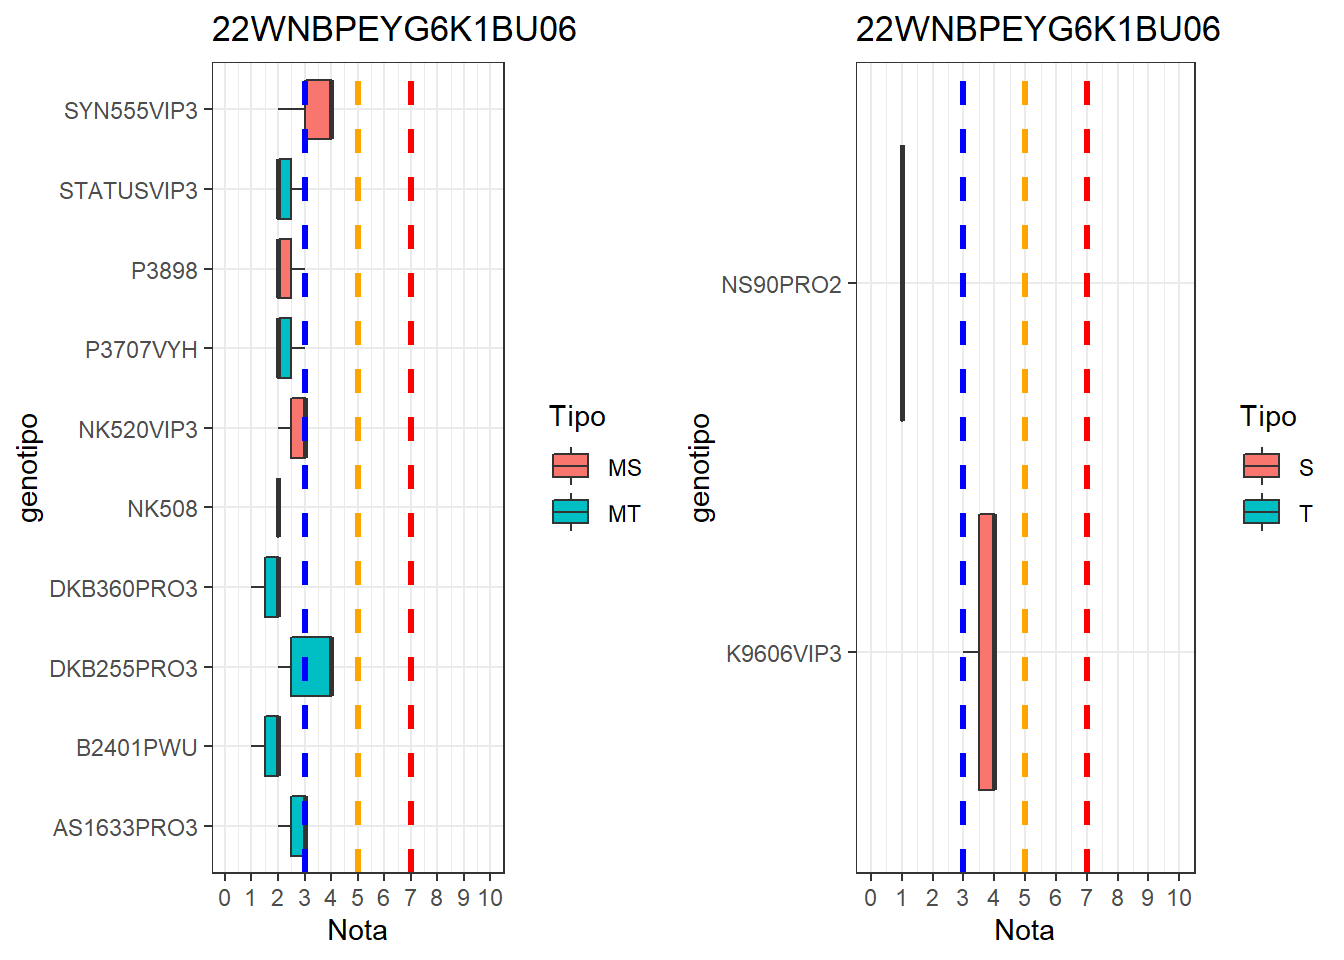 22WNBPEYG6K1BU06
genotipo
SYN555VIP3
STATUSVIP3
P3898
P3707VYH
NK520VIP3
NK508
DKB360PRO3
DKB255PRO3
B2401PWU
AS1633PRO3
0 1 2 3 4 5 6 7 8 9 10
Nota
Tipo
MS
MT
22WNBPEYG6K1BU06
genotipo
NS90PRO2
K9606VIP3
0 1 2 3 4 5 6 7 8 9 10
Nota
Tipo
S
T